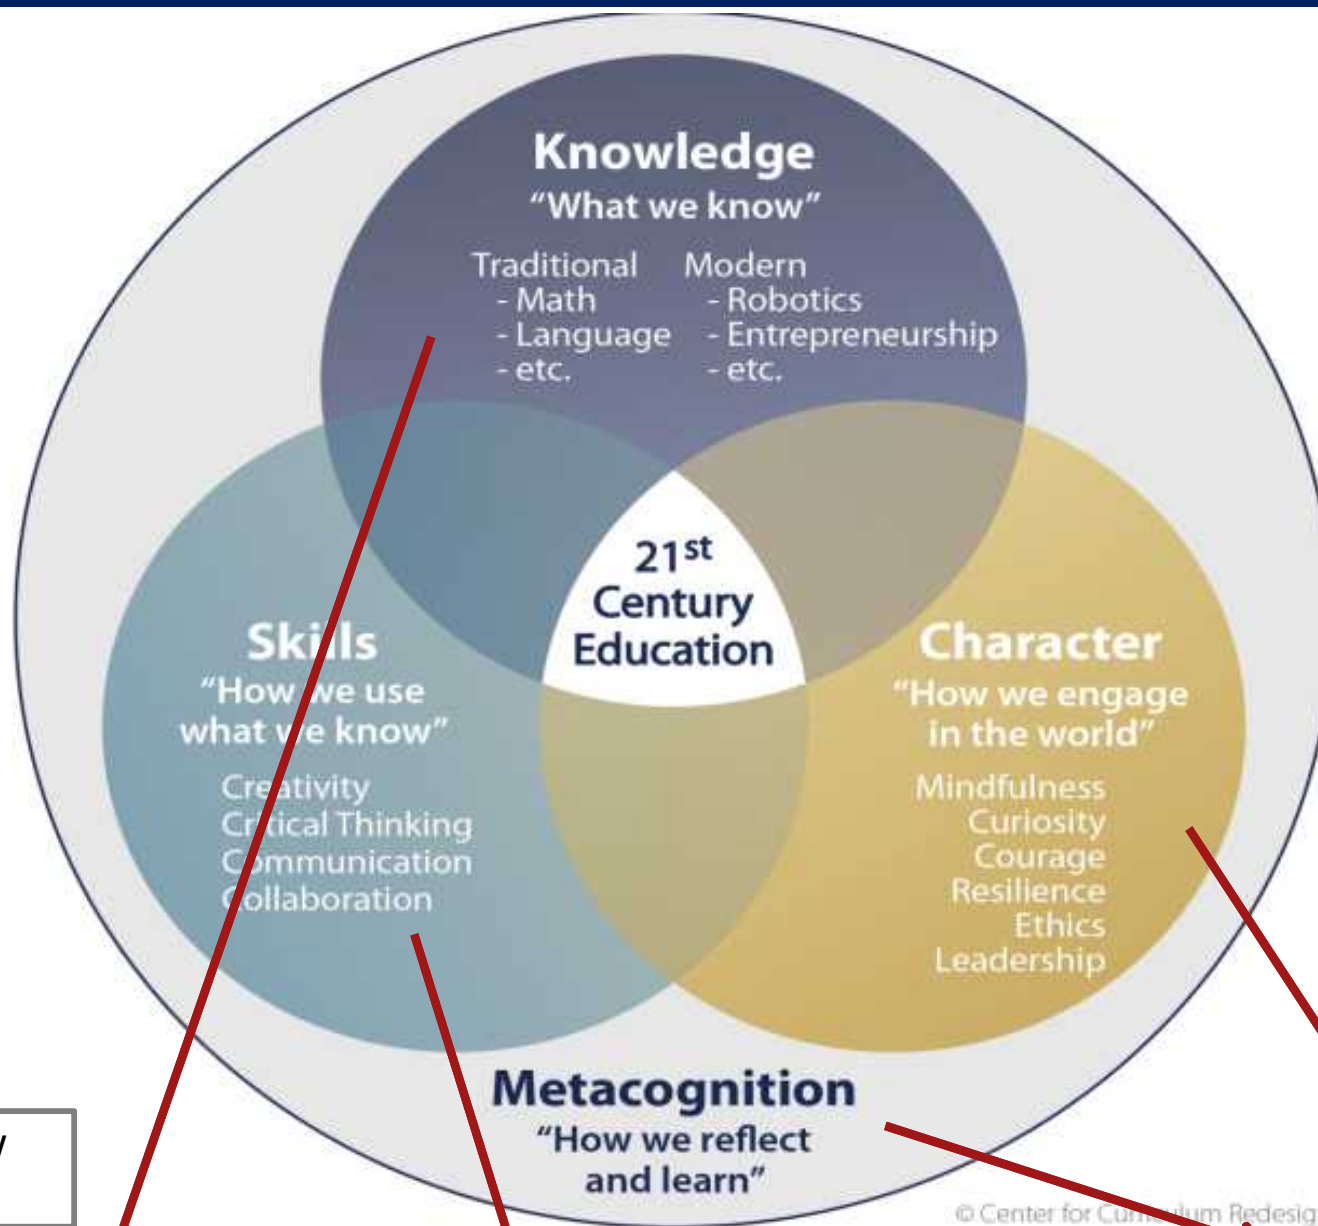 Knowledge
“What we know”
Traditional Modern
- Math - Robotics
- Language - Entrepreneurship
- etc. - etc.
21st
Century
Education
Skills
“How we use
what we know”
Creativity
Critical Thinking
Communication
Collaboration
Character
“How we engage
in the world”
Mindfulness
Curiosity
Courage
Resilience
Ethics
Leadership
Metacognition
“How we reflect
and learn”
© Center for Curriculum Redesig